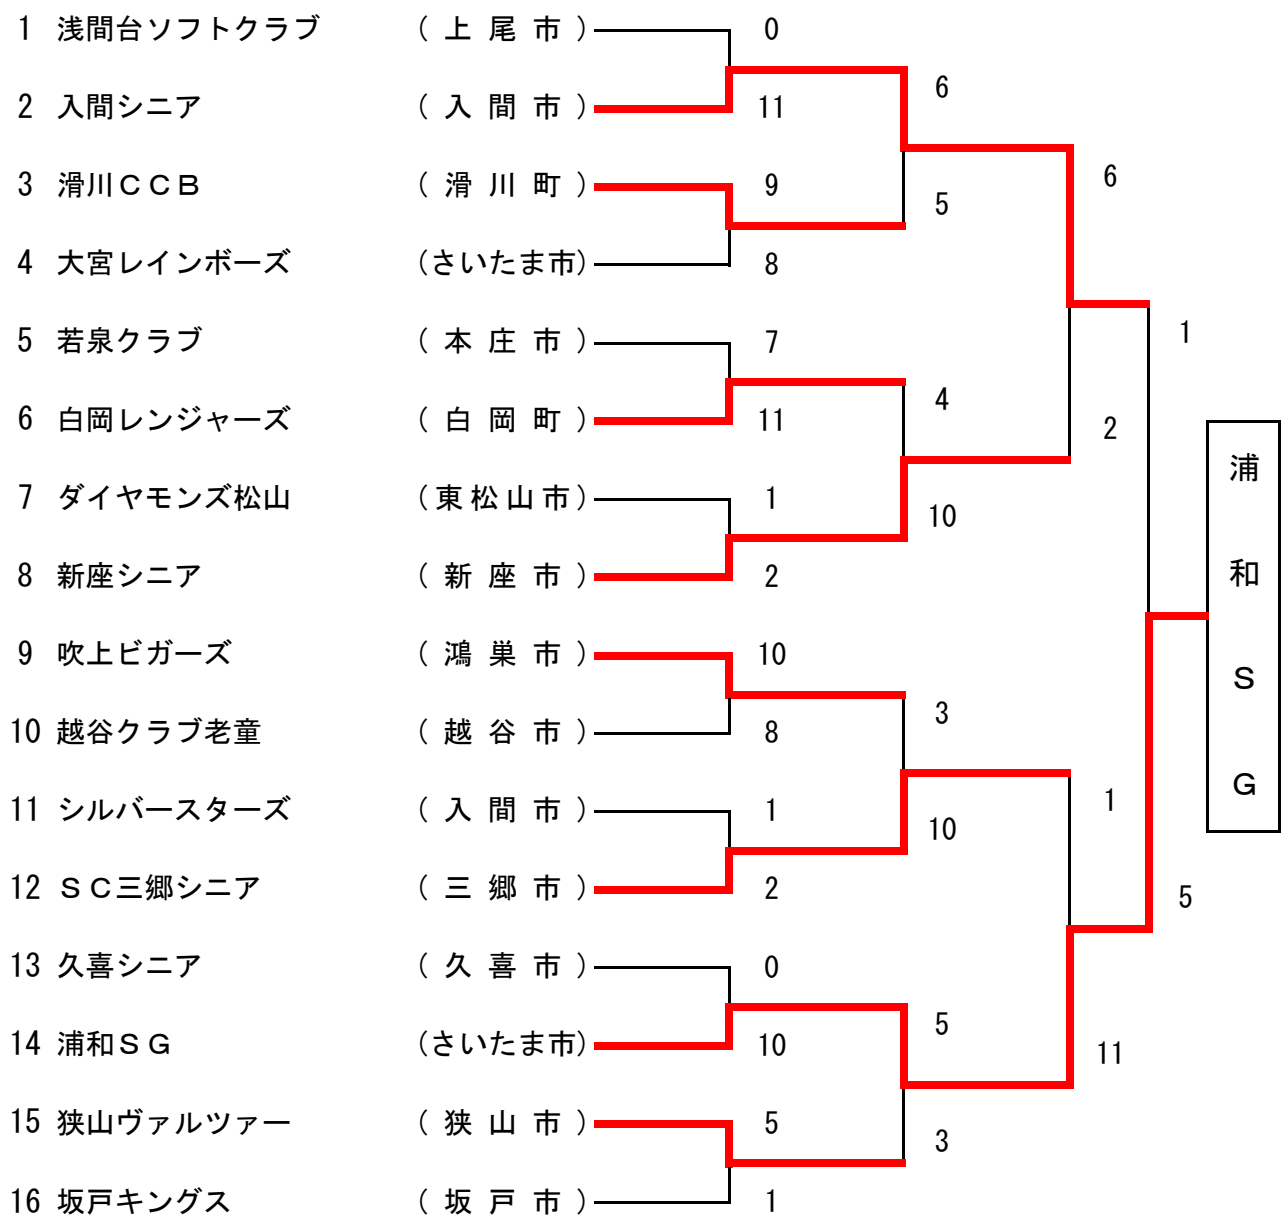 1 浅間台ソフトクラブ (上尾市) 0
6
2 入間シニア (入間市) 11
6
3 滑川CCB (滑川町) 9
5
4 大宮レインボーズ (さいたま市) 8
5 若泉クラブ (本庄市) 7
1
4
6 白岡レンジャーズ (白岡町) 11
2
7 ダイヤモンズ松山 (東松山市) 1
10
8 新座シニア (新座市) 2
9 吹上ビガーズ (鴻巣市) 10
3
10 越谷クラブ老童 (越谷市) 8
1
11 シルバースターズ (入間市) 1
10
12 SC三郷シニア (三郷市) 2
5
13 久喜シニア (久喜市) 0
5
14 浦和SG (さいたま市) 10
11
15 狭山ヴァルツァー (狭山市) 5
3
16 坂戸キングス (坂戸市) 1
浦和SG